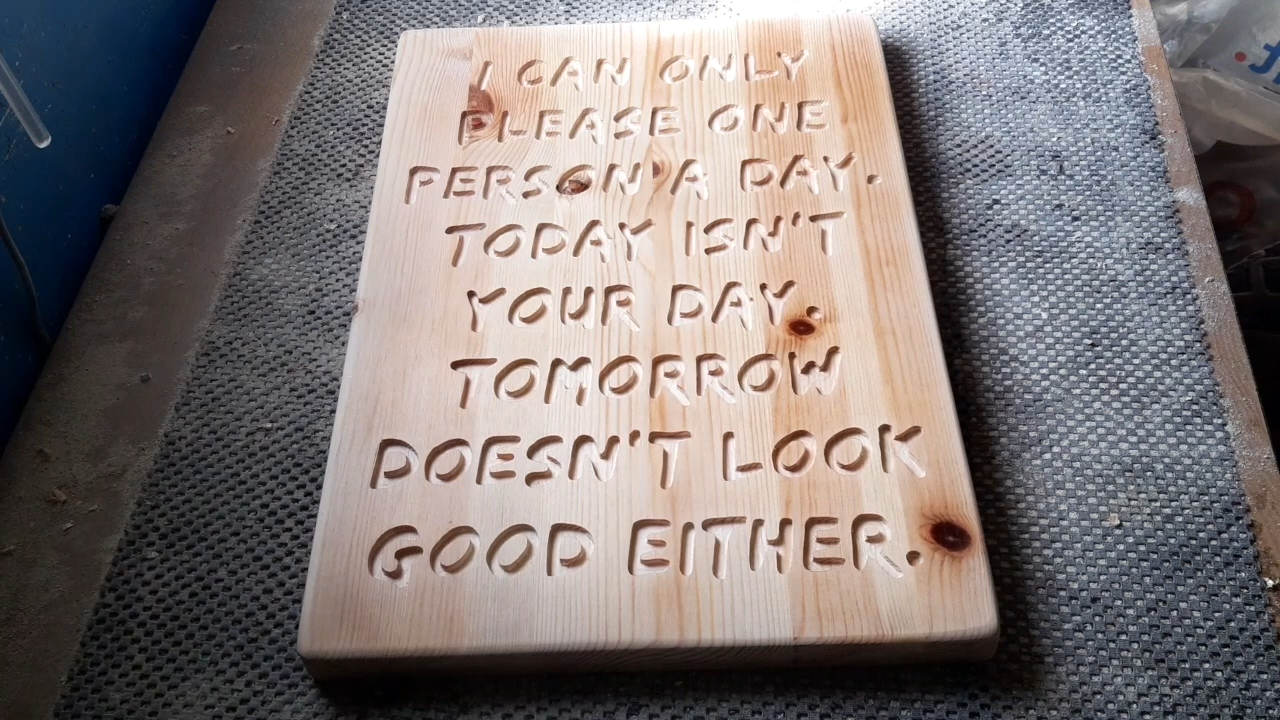 I CAN ONLY
PLEASE ONE
PERSON A DAY.
TODAY ISN'T
YOUR DAY.
TOMORROW
DOESN'T LOOK
GOOD EITHER.